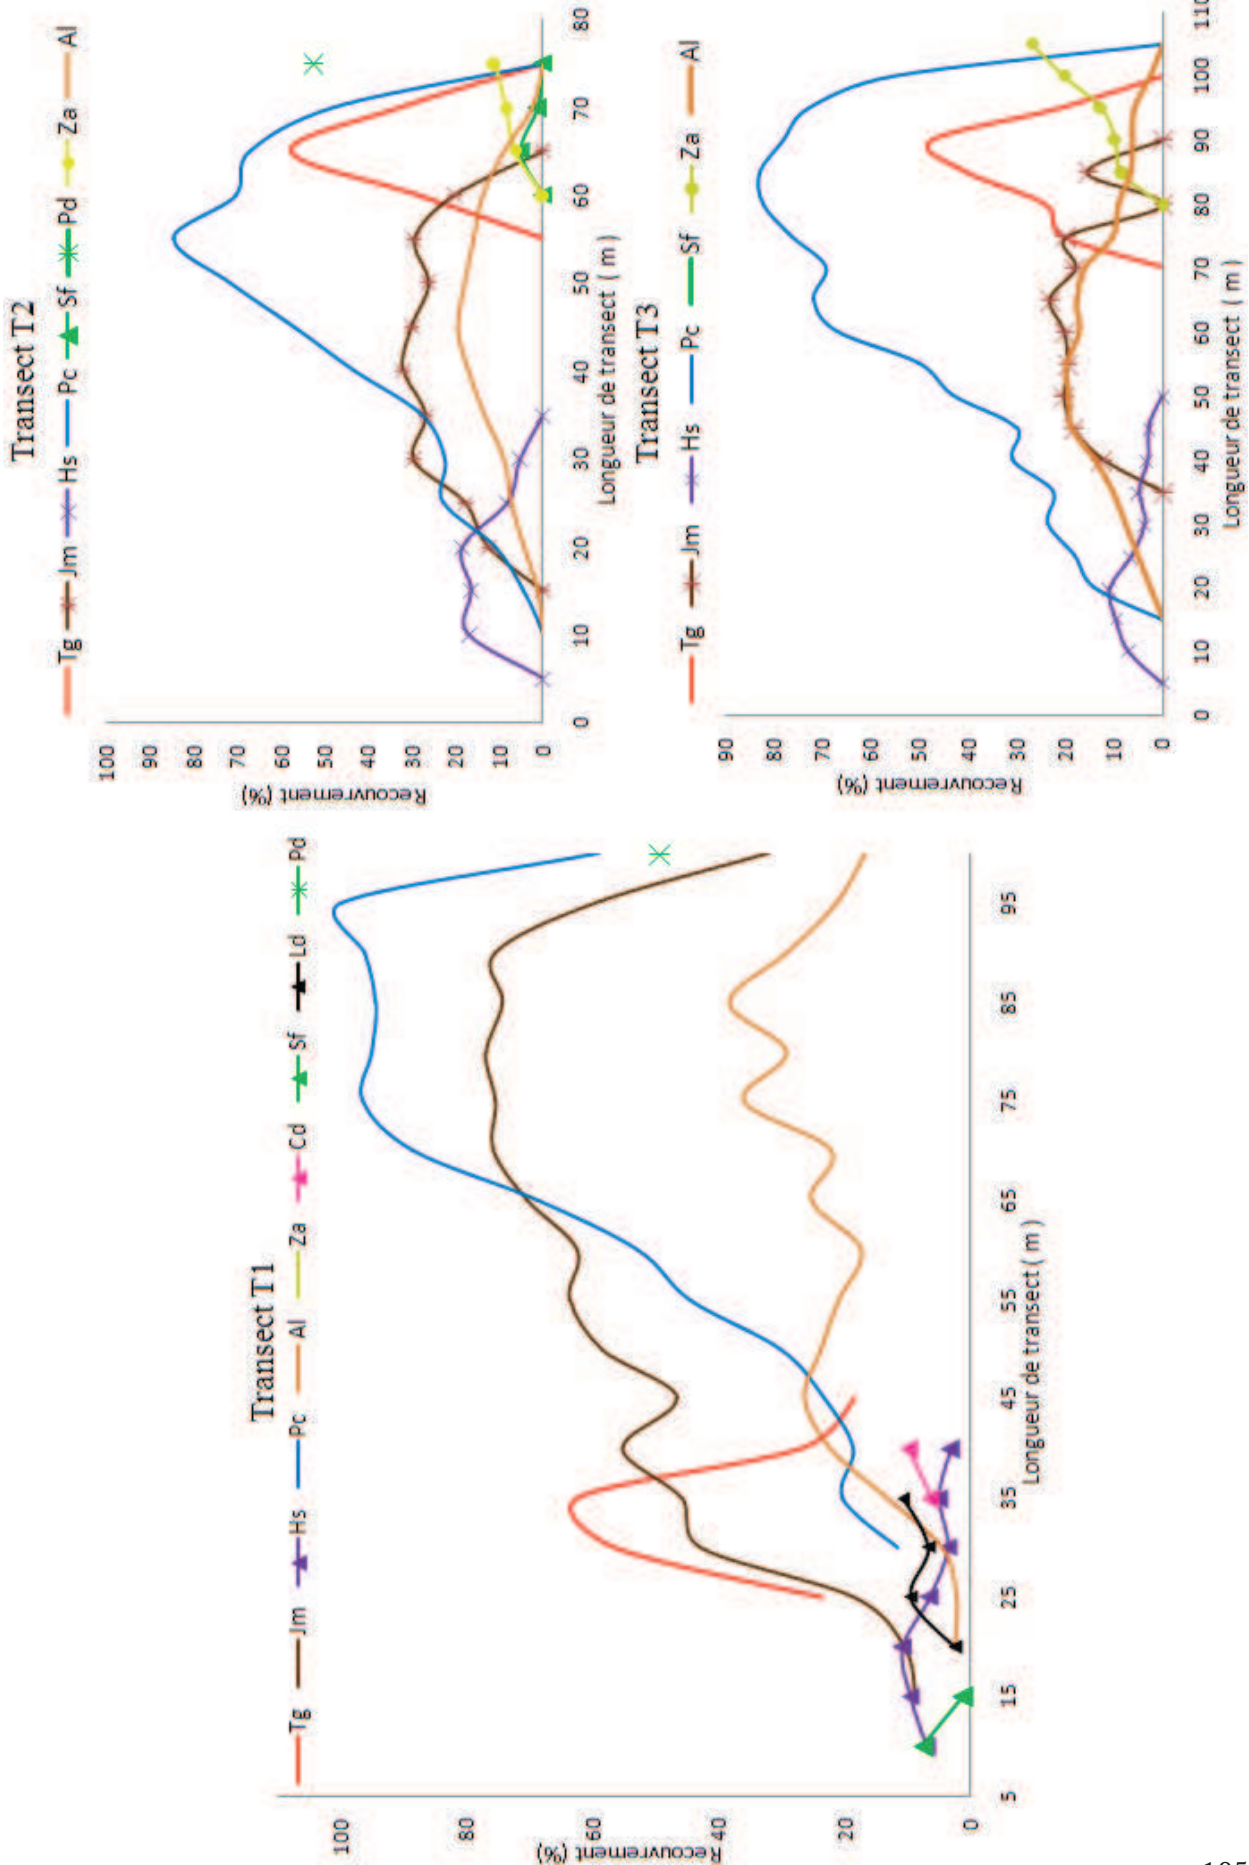 Transect T1
Tg Jm Hs Pc Al Za Cd Sf Ld Pd
Recouvrement (%)
100
80
60
40
20
0
5 15 25 35 45 55 65 75 85 95
Longueur de transect ( m )
Transect T2
Tg Jm Hs Pc Sf Pd Za Al
Recouvrement (%)
100
90
80
70
60
50
40
30
20
10
0
0 10 20 30 40 50 60 70 80
Longueur de transect ( m )
Transect T3
Tg Jm Hs Pc Sf Za Al
Recouvrement (%)
90
80
70
60
50
40
30
20
10
0
0 10 20 30 40 50 60 70 80 90 100 110
Longueur de transect ( m )